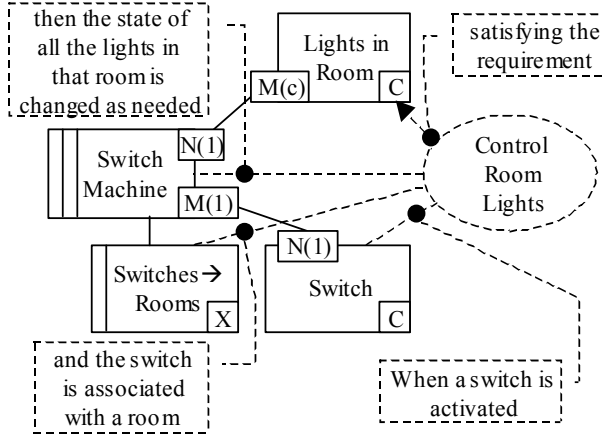 then the state of
all the lights in
that room is
changed as needed
Lights in
Room
M(c)
C
satisfying the
requirement
Switch
Machine
N(1)
M(1)
Control
Room
Lights
Switches→
Rooms
X
N(1)
Switch
C
and the switch
is associated
with a room
When a switch is
activated